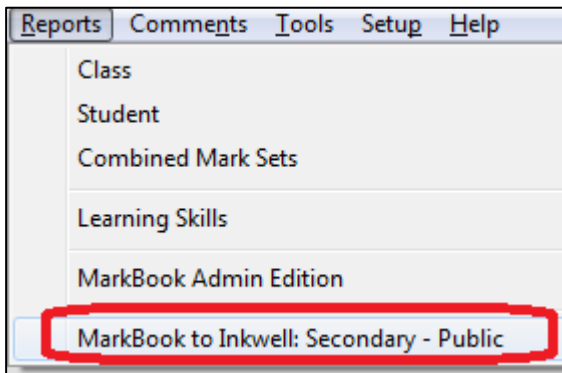 Reports Comments Tools Setup Help
Class
Student
Combined Mark Sets
Learning Skills
MarkBook Admin Edition
MarkBook to Inkwell: Secondary - Public